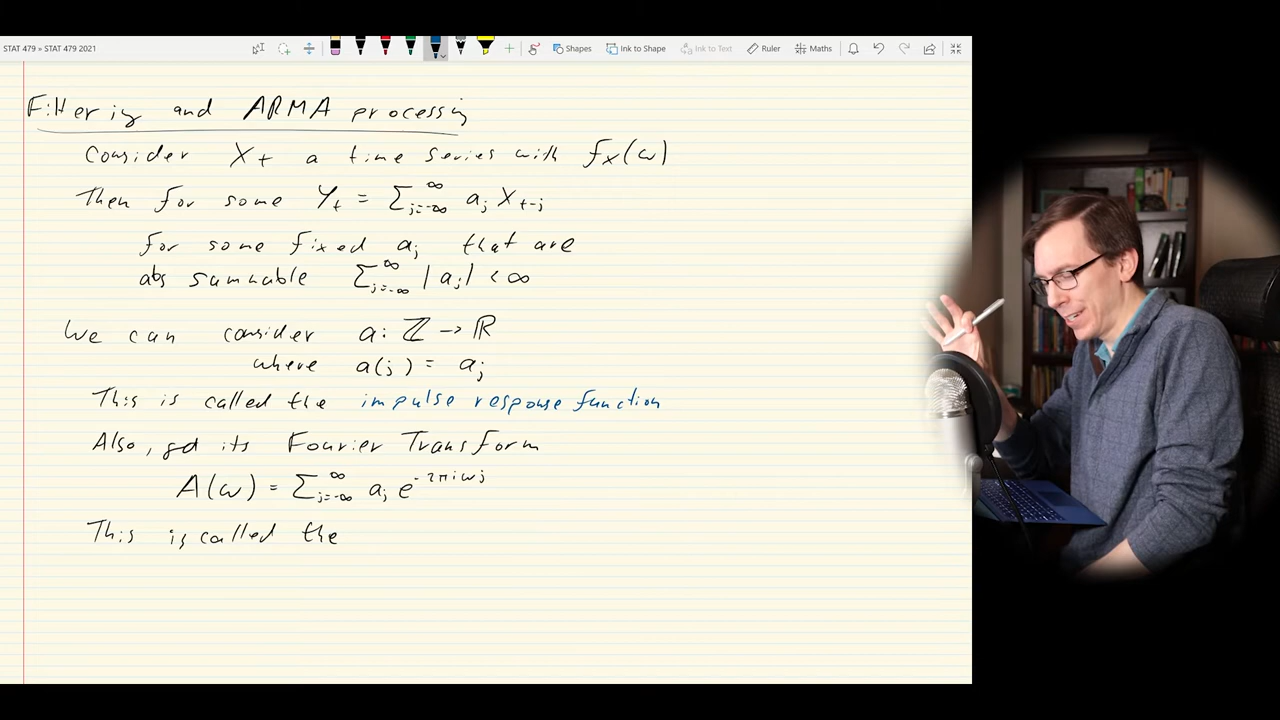 STAT 479 » STAT 479 2021
Shapes Ink to Shape Ink to Text Ruler Maths
Filtering and ARMA processing
Consider X_t a time series with f_X(ω)
Then for some Y_t = Σ_{j=-∞}^{∞} a_j X_{t-j}
for some fixed a_j that are
abs summable Σ_{j=-∞}^{∞} |a_j| < ∞
We can consider a: ℤ → ℝ
where a(j) = a_j
This is called the impulse response function
Also, get its Fourier Transform
A(ω) = Σ_{j=-∞}^{∞} a_j e^{-2πiωj}
This is called the